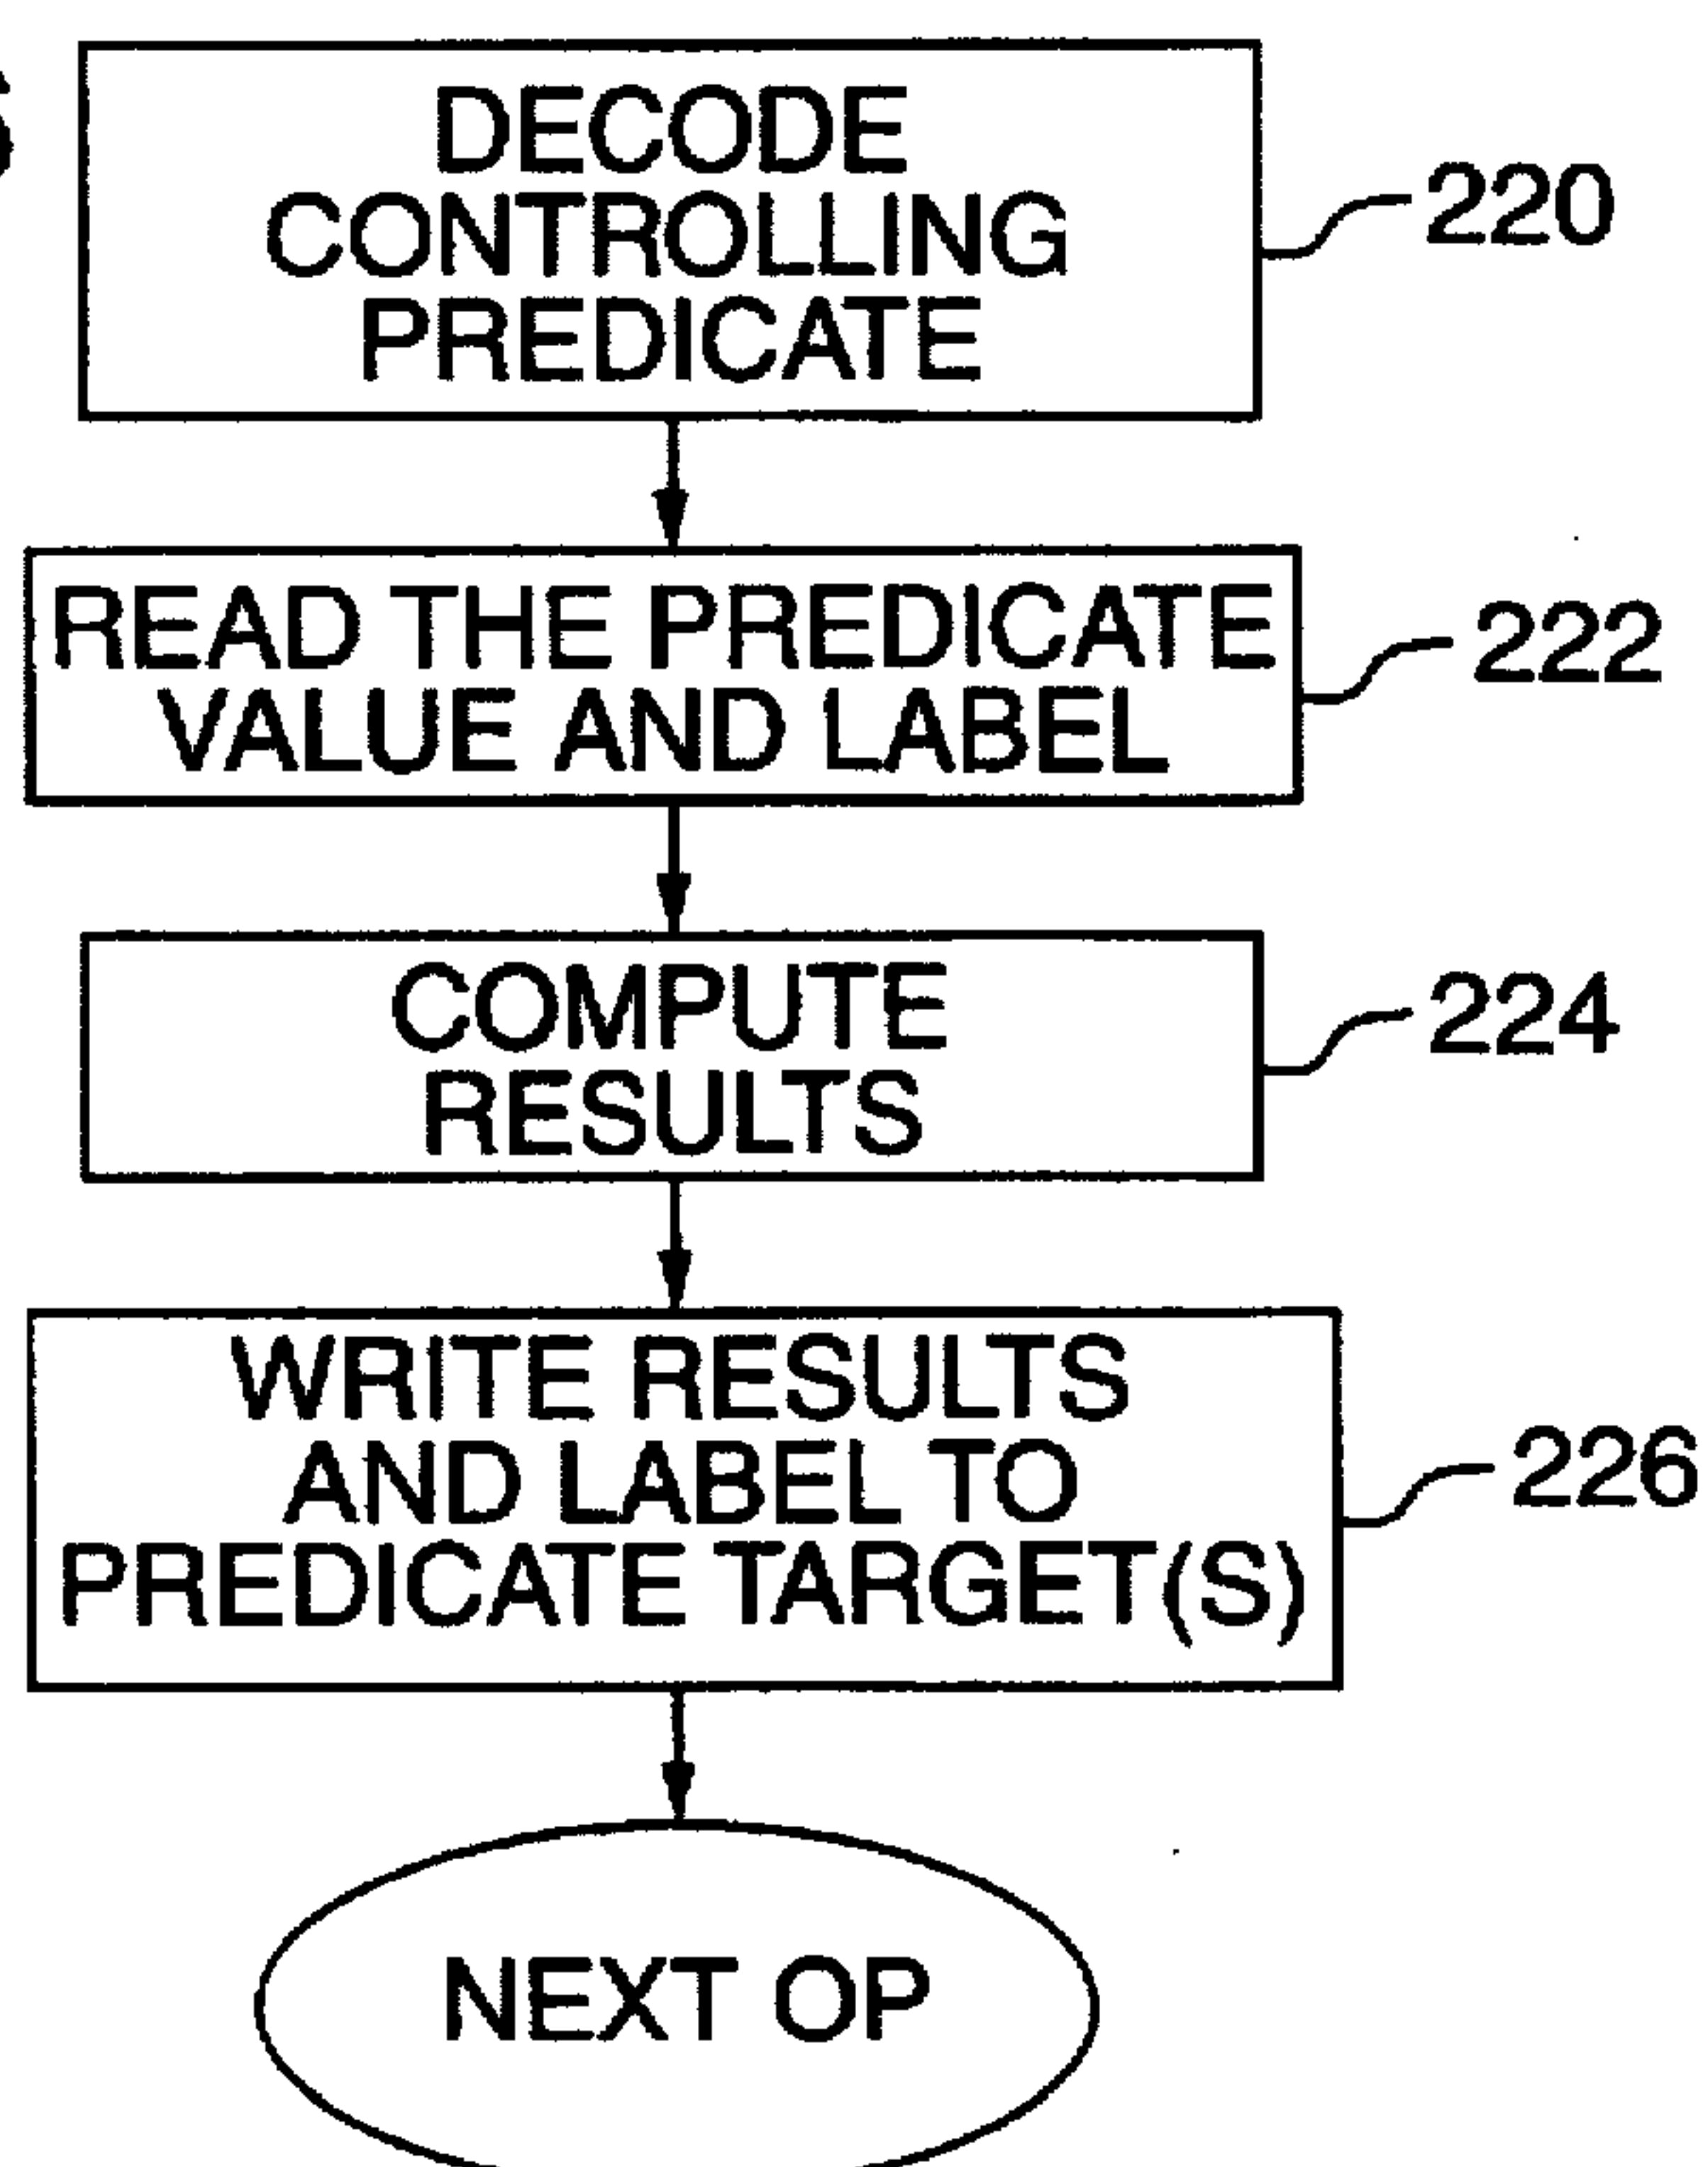 DECODE
CONTROLLING
PREDICATE
220
READ THE PREDICATE
VALUE AND LABEL
222
COMPUTE
RESULTS
224
WRITE RESULTS
AND LABEL TO
PREDICATE TARGET(S)
226
NEXT OP